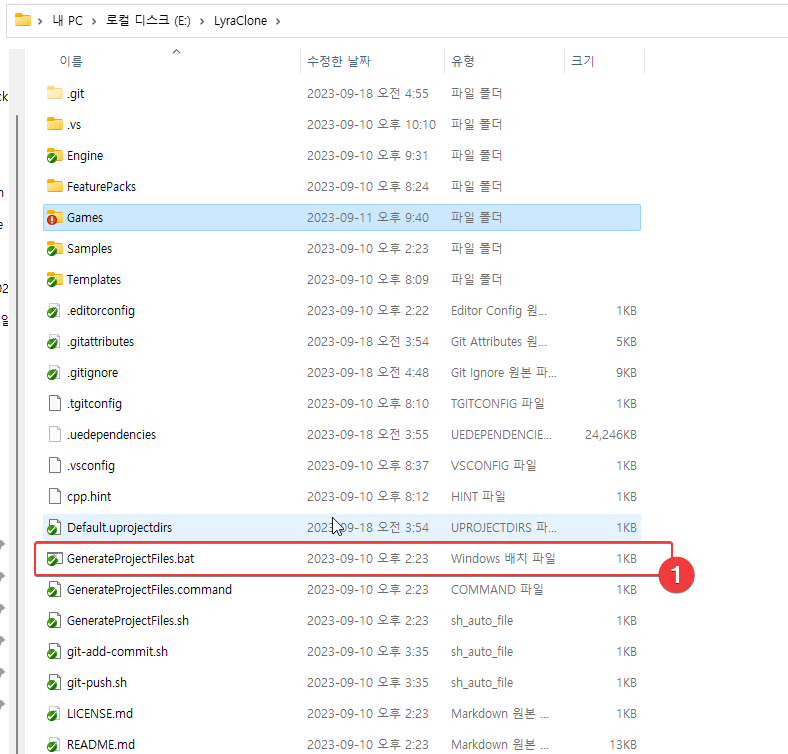 내 PC > 로컬 디스크 (E:) > LyraClone >
이름 수정한 날짜 유형 크기
.git 2023-09-18 오전 4:55 파일 폴더
.vs 2023-09-10 오후 10:10 파일 폴더
Engine 2023-09-10 오후 9:31 파일 폴더
FeaturePacks 2023-09-10 오후 8:24 파일 폴더
Games 2023-09-11 오후 9:40 파일 폴더
Samples 2023-09-10 오후 2:23 파일 폴더
Templates 2023-09-10 오후 8:09 파일 폴더
.editorconfig 2023-09-10 오후 2:22 Editor Config 원... 1KB
.gitattributes 2023-09-18 오전 3:54 Git Attributes 원... 5KB
.gitignore 2023-09-18 오전 4:48 Git Ignore 원본 파... 9KB
.tgitconfig 2023-09-10 오후 8:10 TGITCONFIG 파일 1KB
.uedependencies 2023-09-18 오전 3:55 UEDEPENDENCIE... 24,246KB
.vsconfig 2023-09-10 오후 8:37 VSCONFIG 파일 1KB
cpp.hint 2023-09-10 오후 8:12 HINT 파일 1KB
Default.uprojectdirs 2023-09-18 오전 3:54 UPROJECTDIRS 파... 1KB
GenerateProjectFiles.bat 2023-09-10 오후 2:23 Windows 배치 파일 1KB
1
GenerateProjectFiles.command 2023-09-10 오후 2:23 COMMAND 파일 1KB
GenerateProjectFiles.sh 2023-09-10 오후 2:23 sh_auto_file 1KB
git-add-commit.sh 2023-09-10 오후 3:35 sh_auto_file 1KB
git-push.sh 2023-09-10 오후 3:35 sh_auto_file 1KB
LICENSE.md 2023-09-10 오후 2:23 Markdown 원본 ... 1KB
README.md 2023-09-10 오후 2:23 Markdown 원본 ... 13KB